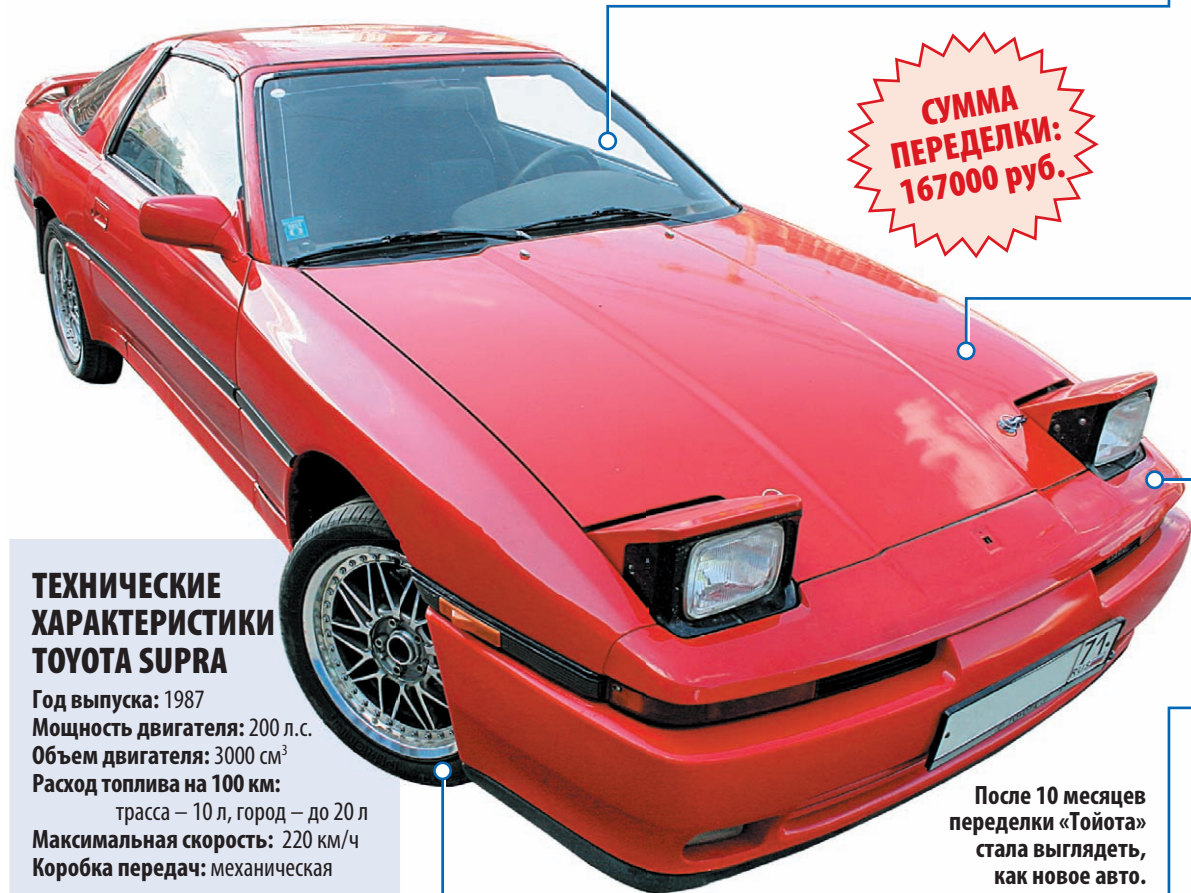 СУММА
ПЕРЕДЕЛКИ:
167000 руб.
ТЕХНИЧЕСКИЕ
ХАРАКТЕРИСТИКИ
TOYOTA SUPRA
Год выпуска: 1987
Мощность двигателя: 200 л.с.
Объем двигателя: 3000 см³
Расход топлива на 100 км:
трасса – 10 л, город – до 20 л
Максимальная скорость: 220 км/ч
Коробка передач: механическая
71
RUS
После 10 месяцев
переделки «Тойота»
стала выглядеть,
как новое авто.